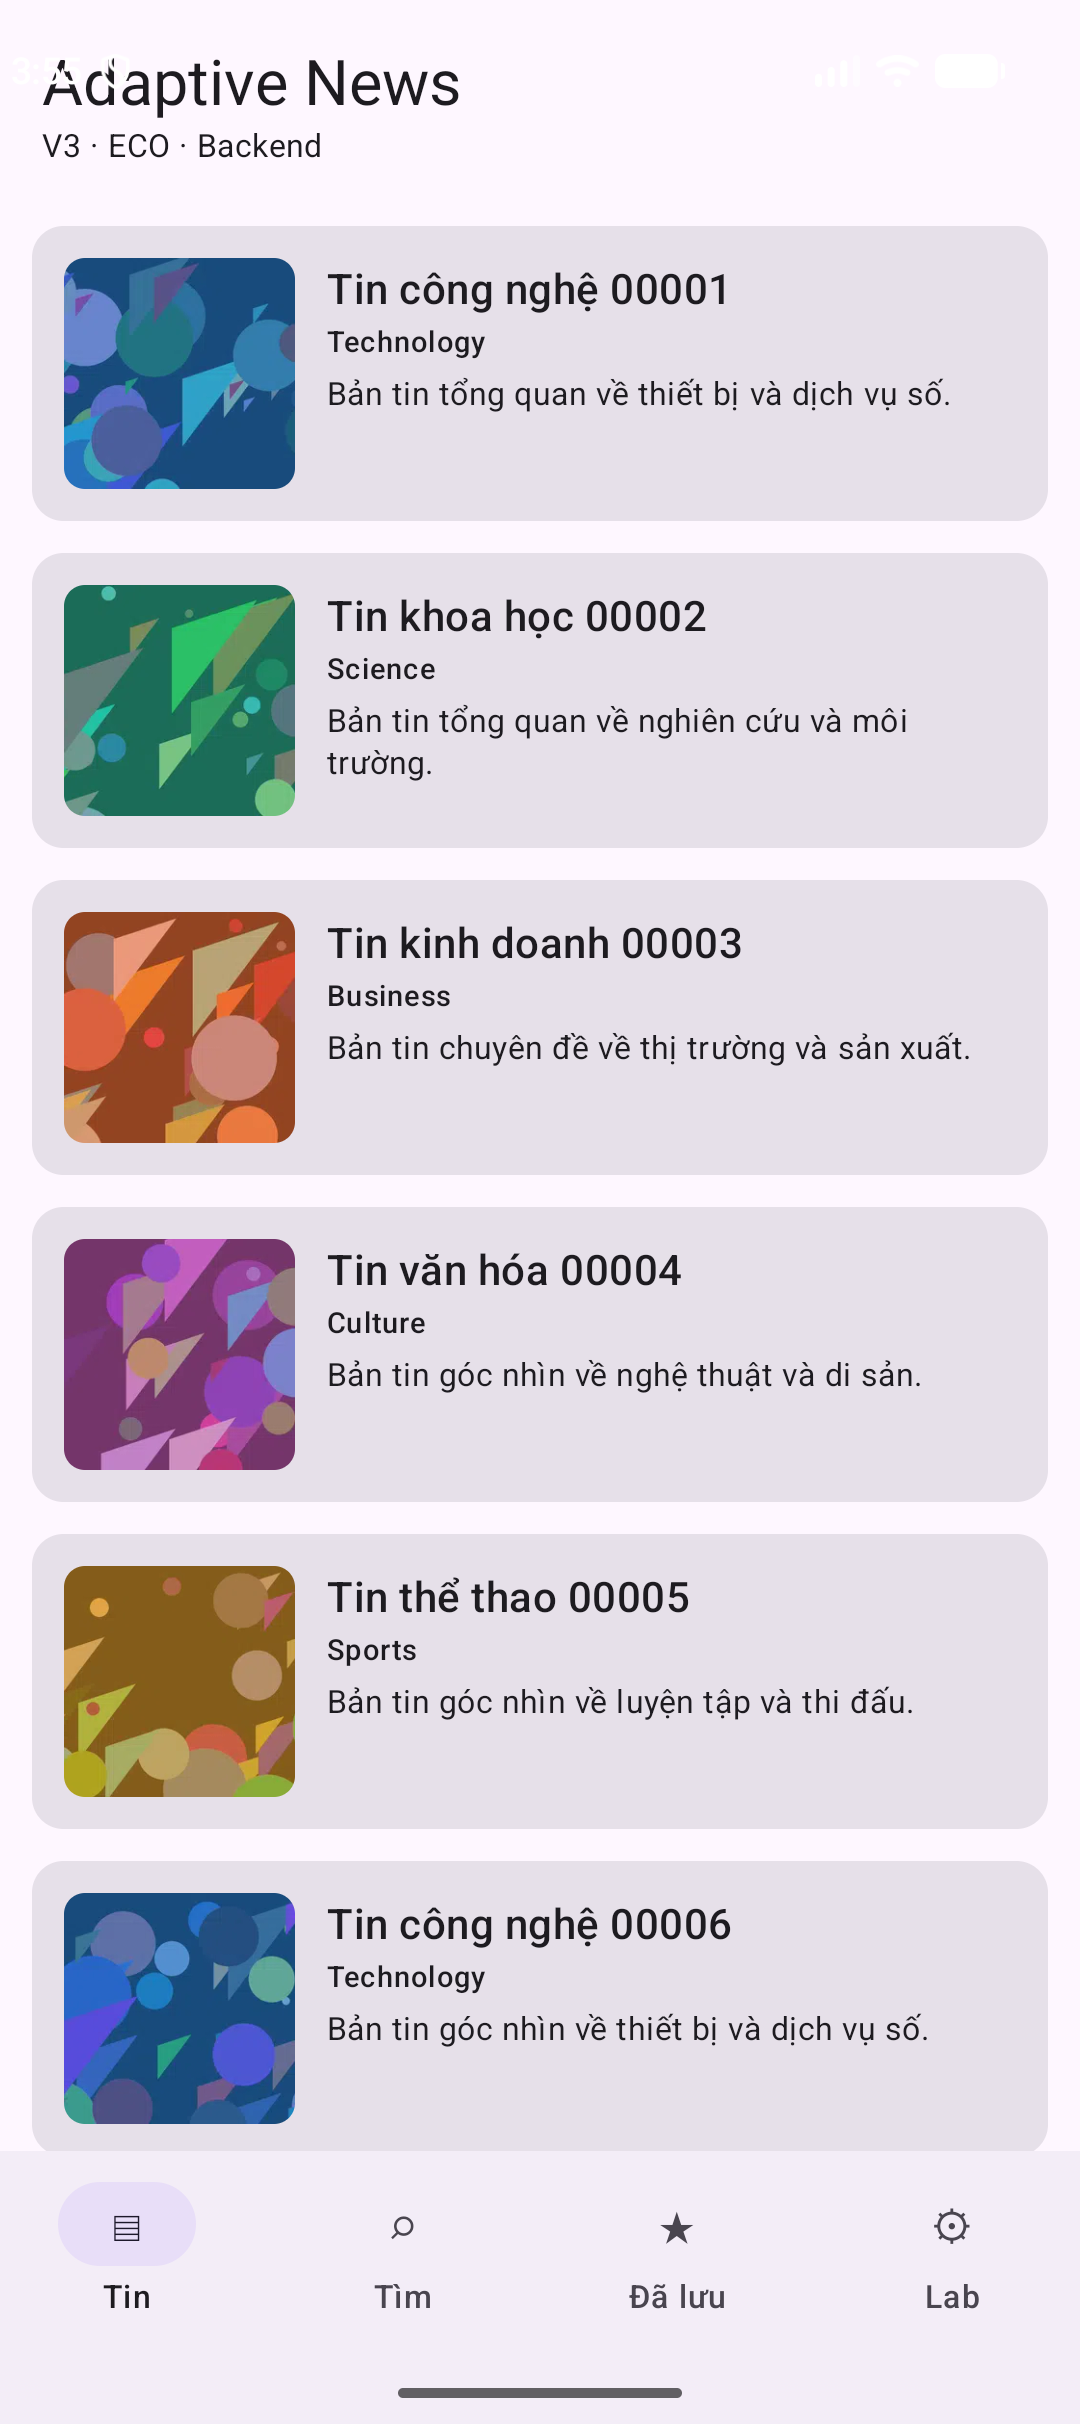 Adaptive News
V3 · ECO · Backend
Tin công nghệ 00001
Technology
Bản tin tổng quan về thiết bị và dịch vụ số.
Tin khoa học 00002
Science
Bản tin tổng quan về nghiên cứu và môi
trường.
Tin kinh doanh 00003
Business
Bản tin chuyên đề về thị trường và sản xuất.
Tin văn hóa 00004
Culture
Bản tin góc nhìn về nghệ thuật và di sản.
Tin thể thao 00005
Sports
Bản tin góc nhìn về luyện tập và thi đấu.
Tin công nghệ 00006
Technology
Bản tin góc nhìn về thiết bị và dịch vụ số.
Tin
Tìm
Đã lưu
Lab